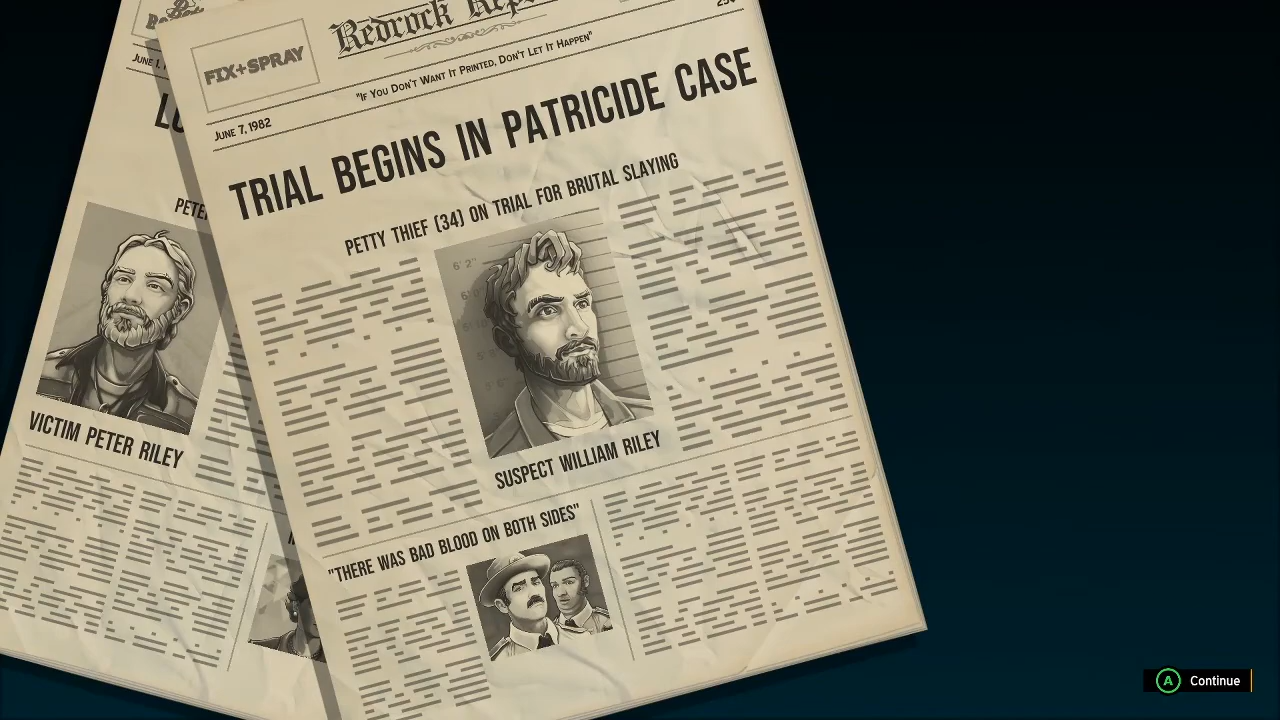 Redrock
FIX+SPRAY
"If You Don't Want It Printed, Don't Let It Happen"
June 7, 1982
TRIAL BEGINS IN PATRICIDE CASE
PETTY THIEF (34) ON TRIAL FOR BRUTAL SLAYING
6' 2"
SUSPECT WILLIAM RILEY
"THERE WAS BAD BLOOD ON BOTH SIDES"
June 1,
PETER
VICTIM PETER RILEY
A Continue